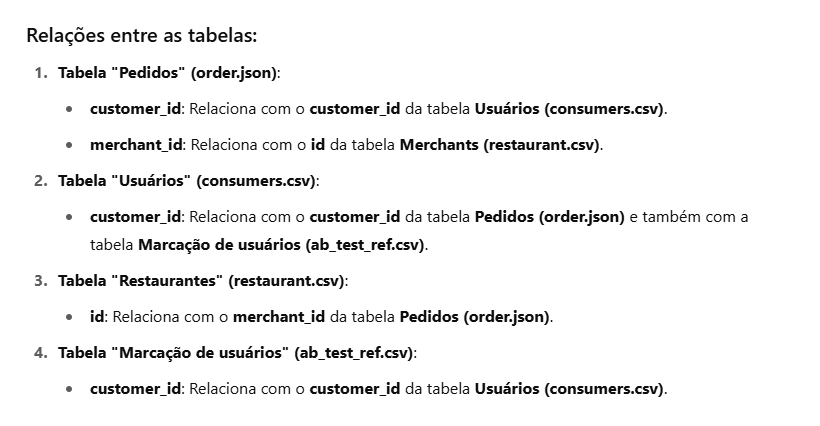 Relações entre as tabelas:
1. Tabela "Pedidos" (order.json):
• customer_id: Relaciona com o customer_id da tabela Usuários (consumers.csv).
• merchant_id: Relaciona com o id da tabela Merchants (restaurant.csv).
2. Tabela "Usuários" (consumers.csv):
• customer_id: Relaciona com o customer_id da tabela Pedidos (order.json) e também com a
tabela Marcação de usuários (ab_test_ref.csv).
3. Tabela "Restaurantes" (restaurant.csv):
• id: Relaciona com o merchant_id da tabela Pedidos (order.json).
4. Tabela "Marcação de usuários" (ab_test_ref.csv):
• customer_id: Relaciona com o customer_id da tabela Usuários (consumers.csv).